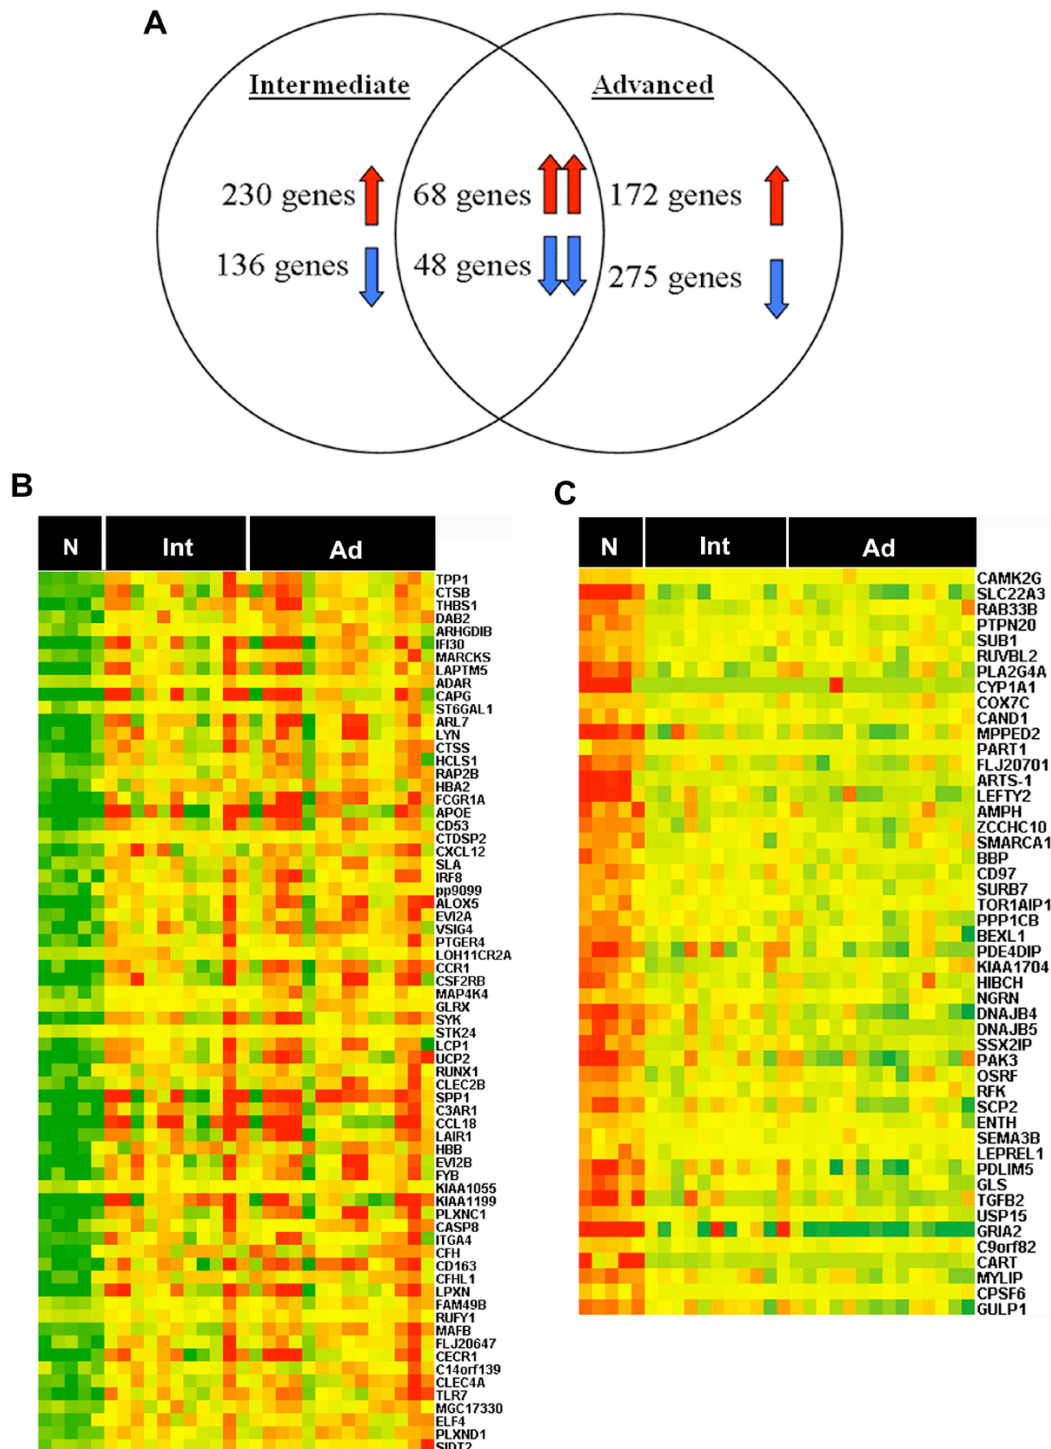 A
Intermediate
Advanced
230 genes
68 genes
172 genes
136 genes
48 genes
275 genes
B
N
Int
Ad
TPP1
CTSB
THBS1
DAB2
ARHGDIB
IFI30
MARCKS
LAPTM5
ADAR
CAPG
ST6GAL1
ARL7
LYN
CTSS
HCLS1
RAP2B
HBA2
FCGR1A
APOE
CD53
CTDSP2
CXCL12
SLA
IRF8
pp9099
ALOX5
EVI2A
VSIG4
PTGER4
LOH11CR2A
CCR1
CSF2RB
MAP4K4
GLRX
SYK
STK24
LCP1
UCP2
RUNX1
CLEC2B
SPP1
C3AR1
CCL18
LAIR1
HBB
EVI2B
FYB
KIAA1055
KIAA1199
PLXNC1
CASP8
ITGA4
CFH
CD163
CFHL1
LPXN
FAM49B
RUFY1
MAFB
FLJ20647
CECR1
C14orf139
CLEC4A
TLR7
MGC17330
ELF4
PLXND1
SIDT2
C
N
Int
Ad
CAMK2G
SLC22A3
RAB33B
PTPN20
SUB1
RUVBL2
PLA2G4A
CYP1A1
COX7C
CAND1
MPPED2
PART1
FLJ20701
ARTS-1
LEFTY2
AMPH
ZCCHC10
SMARCA1
BBP
CD97
SURB7
TOR1AIP1
PPP1CB
BEXL1
PDE4DIP
KIAA1704
HIBCH
NGRN
DNAJB4
DNAJB5
SSX2IP
PAK3
OSRF
RFK
SCP2
ENTH
SEMA3B
LEPREL1
PDLIM5
GLS
TGFB2
USP15
GRIA2
C9orf82
CART
MYLIP
CPSF6
GULP1